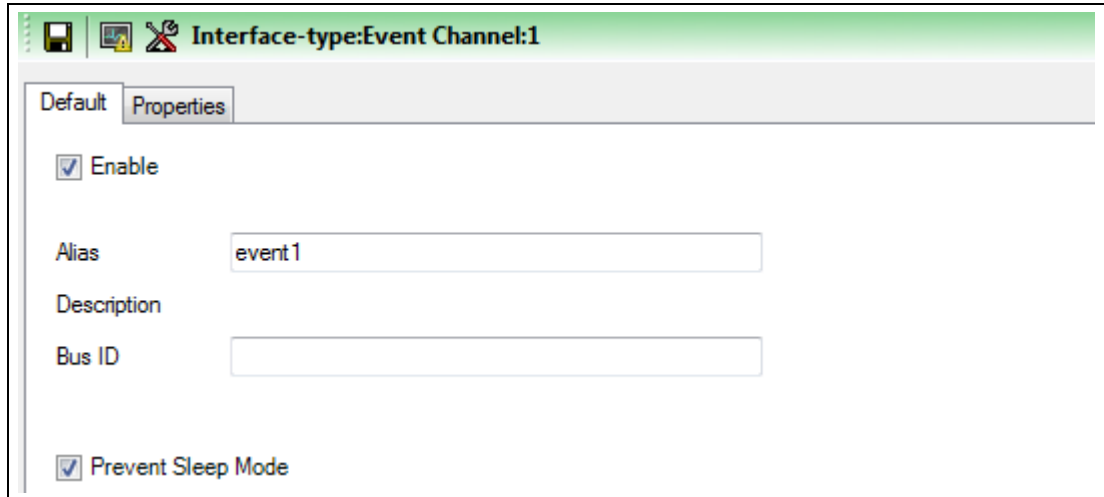 Interface-type:Event Channel:1
Default Properties
Enable
Alias event1
Description
Bus ID
Prevent Sleep Mode